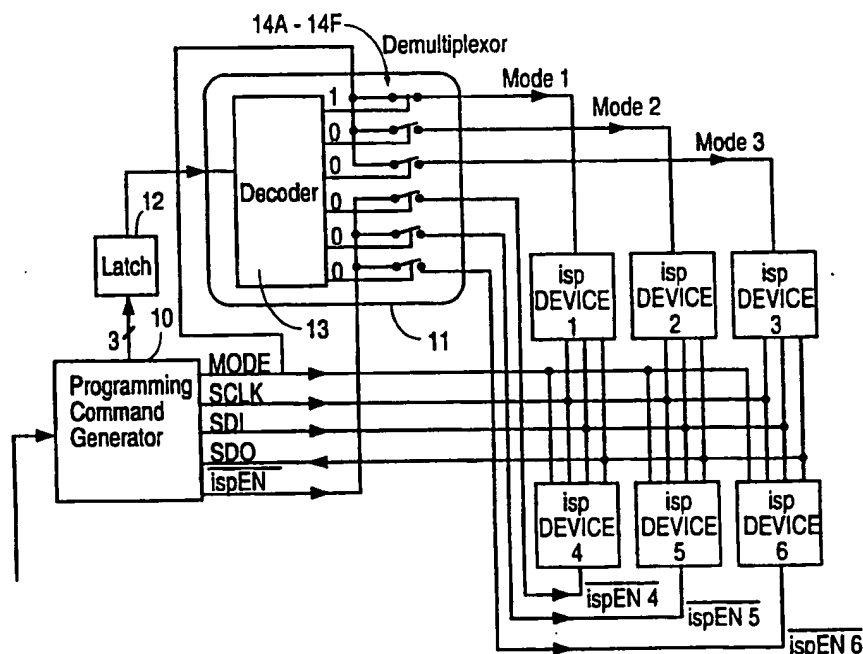 14A - 14F
Demultiplexor
Mode 1
Mode 2
Mode 3
1
0
0
0
0
0
Decoder
12
Latch
13
11
3
10
Programming
Command
Generator
MODE
SCLK
SDI
SDO
ispEN
isp
DEVICE
1
isp
DEVICE
2
isp
DEVICE
3
isp
DEVICE
4
isp
DEVICE
5
isp
DEVICE
6
ispEN 4
ispEN 5
ispEN 6